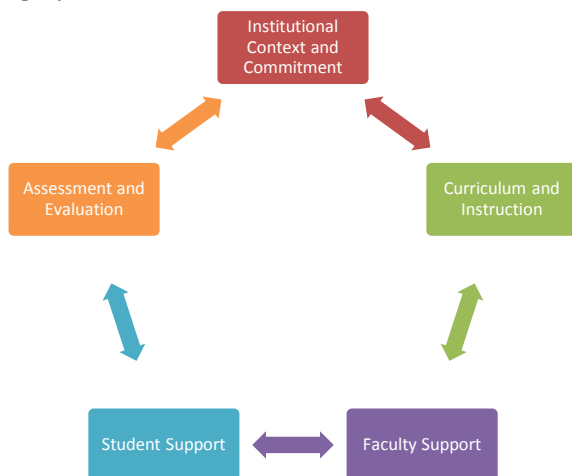 Institutional
Context and
Commitment
Assessment and
Evaluation
Curriculum and
Instruction
Student Support
Faculty Support